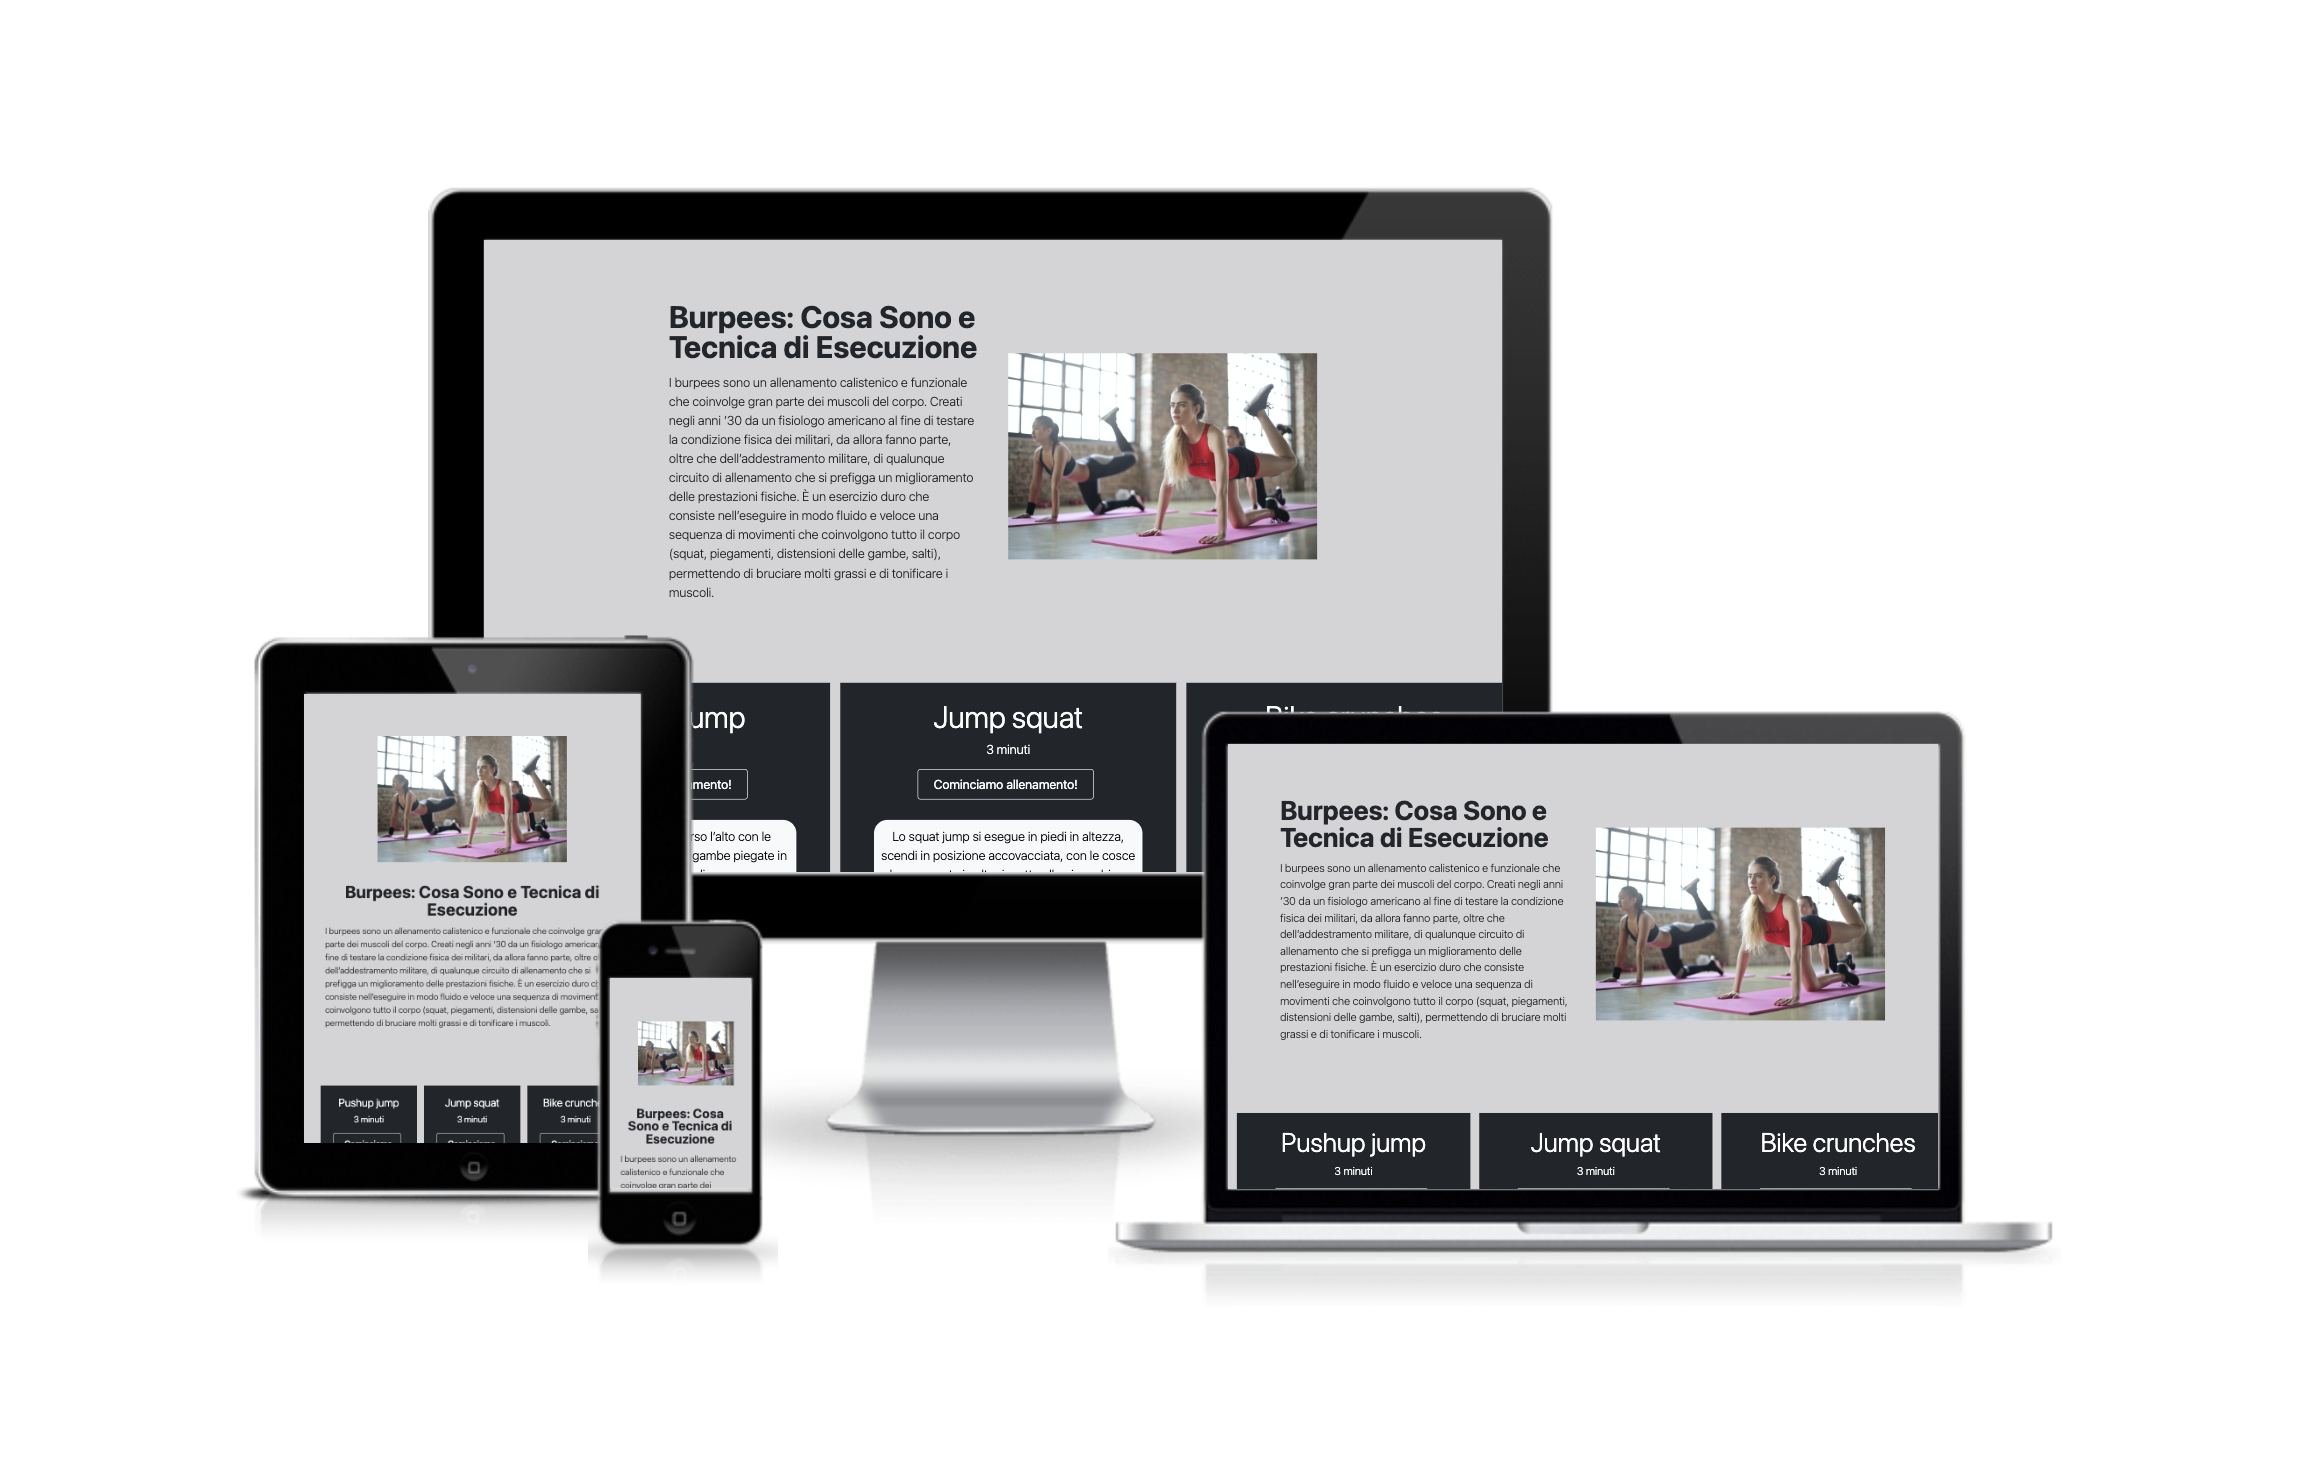 Burpees: Cosa Sono e
Tecnica di Esecuzione
I burpees sono un allenamento calistenico e funzionale
che coinvolge gran parte dei muscoli del corpo. Creati
negli anni ’30 da un fisiologo americano al fine di testare
la condizione fisica dei militari, da allora fanno parte,
oltre che dell’addestramento militare, di qualunque
circuito di allenamento che si prefigga un miglioramento
delle prestazioni fisiche. È un esercizio duro che
consiste nell’eseguire in modo fluido e veloce una
sequenza di movimenti che coinvolgono tutto il corpo
(squat, piegamenti, distensioni delle gambe, salti),
permettendo di bruciare molti grassi e di tonificare i
muscoli.
ump
mento!
rso l’alto con le
gambe piegate in
Jump squat
3 minuti
Cominciamo allenamento!
Lo squat jump si esegue in piedi in altezza,
scendi in posizione accovacciata, con le cosce
Bike crunches
Burpees: Cosa Sono e Tecnica di
Esecuzione
I burpees sono un allenamento calistenico e funzionale che coinvolge gran
parte dei muscoli del corpo. Creati negli anni ’30 da un fisiologo american
fine di testare la condizione fisica dei militari, da allora fanno parte, oltre c
dell’addestramento militare, di qualunque circuito di allenamento che si
prefigga un miglioramento delle prestazioni fisiche. È un esercizio duro c
consiste nell’eseguire in modo fluido e veloce una sequenza di moviment
coinvolgono tutto il corpo (squat, piegamenti, distensioni delle gambe, sa
permettendo di bruciare molti grassi e di tonificare i muscoli.
Pushup jump
3 minuti
Cominciamo
Jump squat
3 minuti
Cominciamo
Bike crunche
3 minuti
Burpees: Cosa
Sono e Tecnica di
Esecuzione
I burpees sono un allenamento
calistenico e funzionale che
coinvolge gran parte dei
Burpees: Cosa Sono e
Tecnica di Esecuzione
I burpees sono un allenamento calistenico e funzionale che
coinvolge gran parte dei muscoli del corpo. Creati negli anni
’30 da un fisiologo americano al fine di testare la condizione
fisica dei militari, da allora fanno parte, oltre che
dell’addestramento militare, di qualunque circuito di
allenamento che si prefigga un miglioramento delle
prestazioni fisiche. È un esercizio duro che consiste
nell’eseguire in modo fluido e veloce una sequenza di
movimenti che coinvolgono tutto il corpo (squat, piegamenti,
distensioni delle gambe, salti), permettendo di bruciare molti
grassi e di tonificare i muscoli.
Pushup jump
3 minuti
Jump squat
3 minuti
Bike crunches
3 minuti